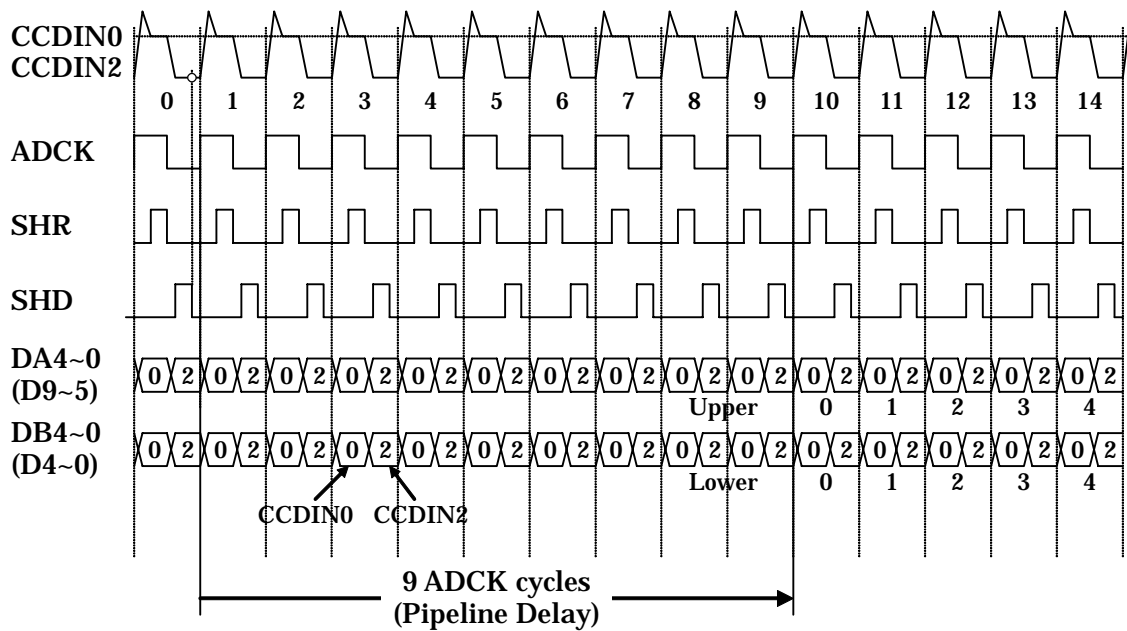 CCDIN0
CCDIN2
0 1 2 3 4 5 6 7 8 9 10 11 12 13 14
ADCK
SHR
SHD
DA4~0
(D9~5)
0 2 0 2 0 2 0 2 0 2 0 2 0 2 0 2 0 2 0 2 0 2 0 2 0 2 0 2 0 2
Upper 0 1 2 3 4
DB4~0
(D4~0)
0 2 0 2 0 2 0 2 0 2 0 2 0 2 0 2 0 2 0 2 0 2 0 2 0 2 0 2 0 2
Lower 0 1 2 3 4
CCDIN0 CCDIN2
9 ADCK cycles
(Pipeline Delay)